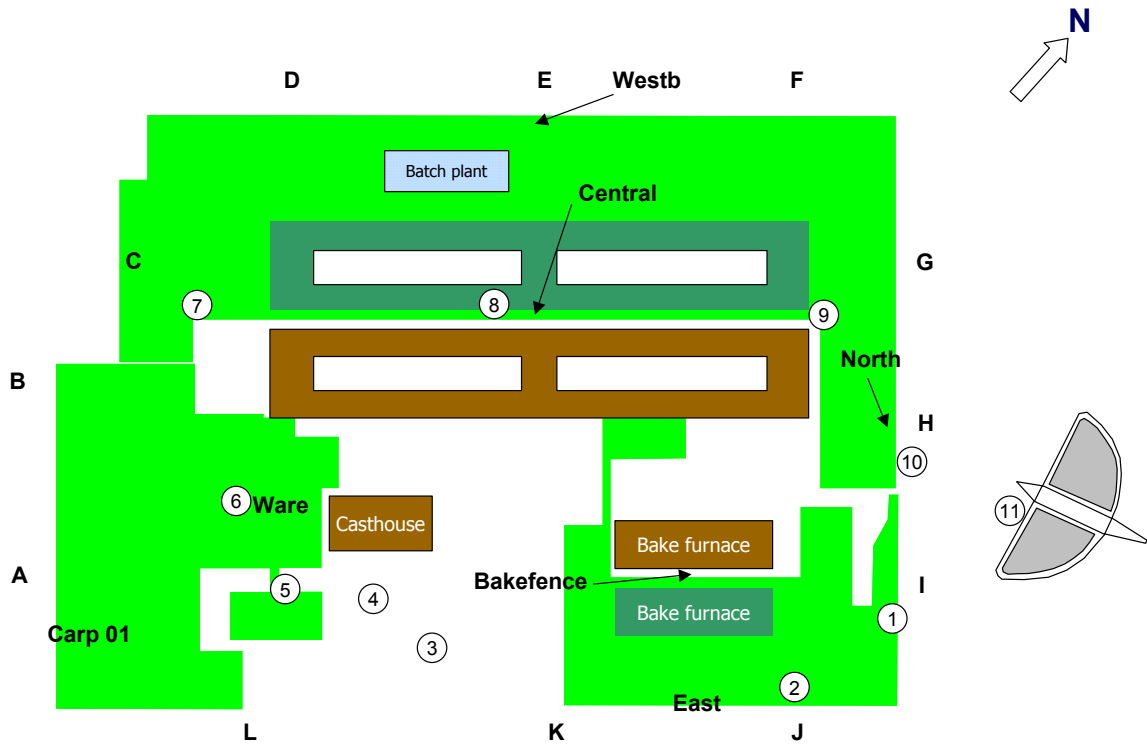 N
D
E
Westb
F
Batch plant
Central
C
G
7
8
9
North
B
H
10
6
Ware
Casthouse
11
Bake furnace
A
Bakefence
I
5
4
Bake furnace
1
Carp 01
3
2
East
L
K
J